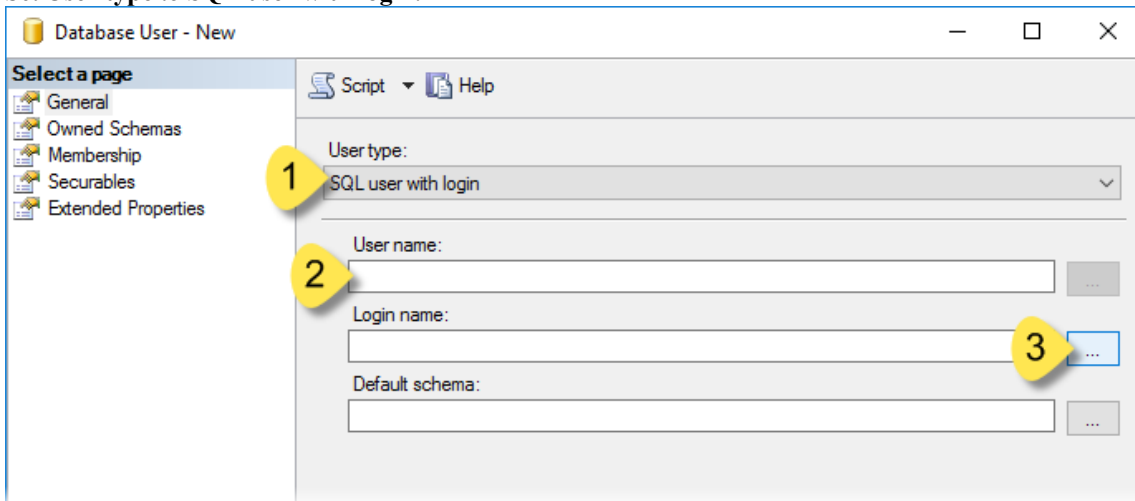 Database User - New
Select a page
General
Owned Schemas
Membership
Securables
Extended Properties
Script Help
User type:
1
SQL user with login
User name:
2
...
Login name:
3
...
Default schema:
...